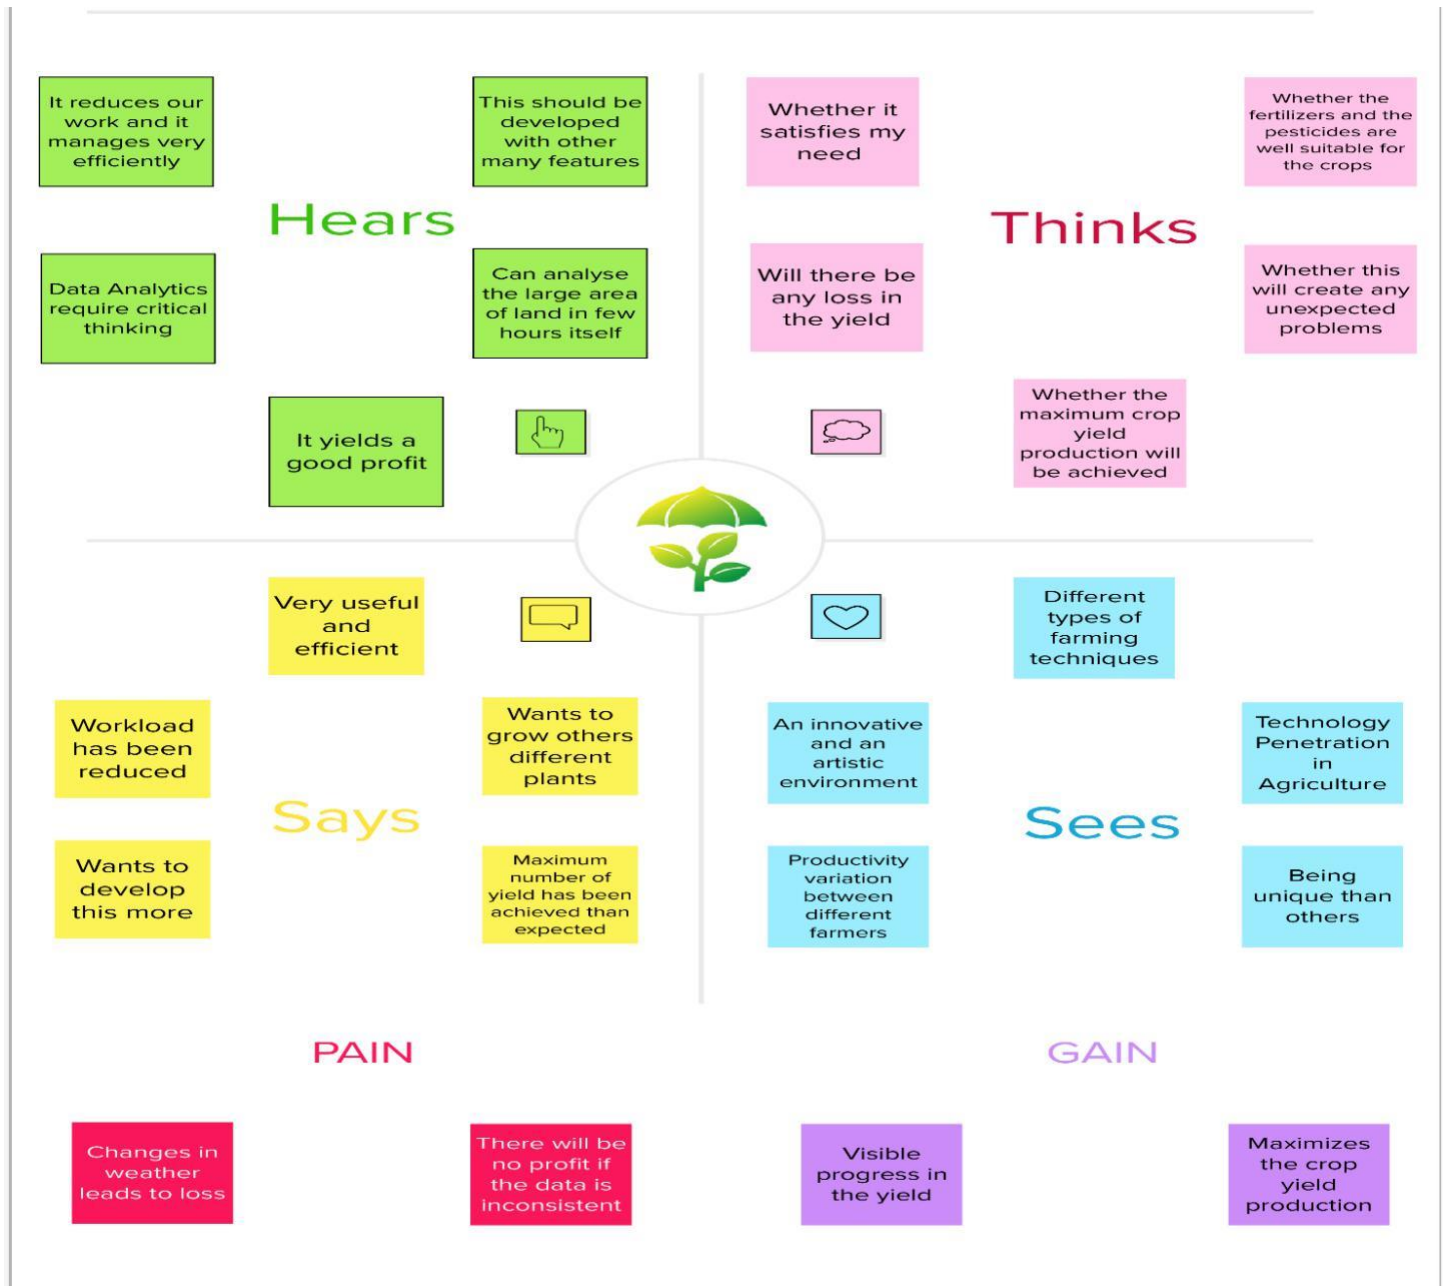 It reduces our
work and it
manages very
efficiently
This should be
developed
with other
many features
Hears
Data Analytics
require critical
thinking
Can analyse
the large area
of land in few
hours itself
It yields a
good profit
Whether it
satisfies my
need
Whether the
fertilizers and the
pesticides are
well suitable for
the crops
Thinks
Will there be
any loss in
the yield
Whether this
will create any
unexpected
problems
Whether the
maximum crop
yield
production will
be achieved
Very useful
and
efficient
Workload
has been
reduced
Wants to
grow others
different
plants
Says
Wants to
develop
this more
Maximum
number of
yield has been
achieved than
expected
Different
types of
farming
techniques
An innovative
and an
artistic
environment
Technology
Penetration
in
Agriculture
Sees
Productivity
variation
between
different
farmers
Being
unique than
others
PAIN
Changes in
weather
leads to loss
There will be
no profit if
the data is
inconsistent
GAIN
Visible
progress in
the yield
Maximizes
the crop
yield
production